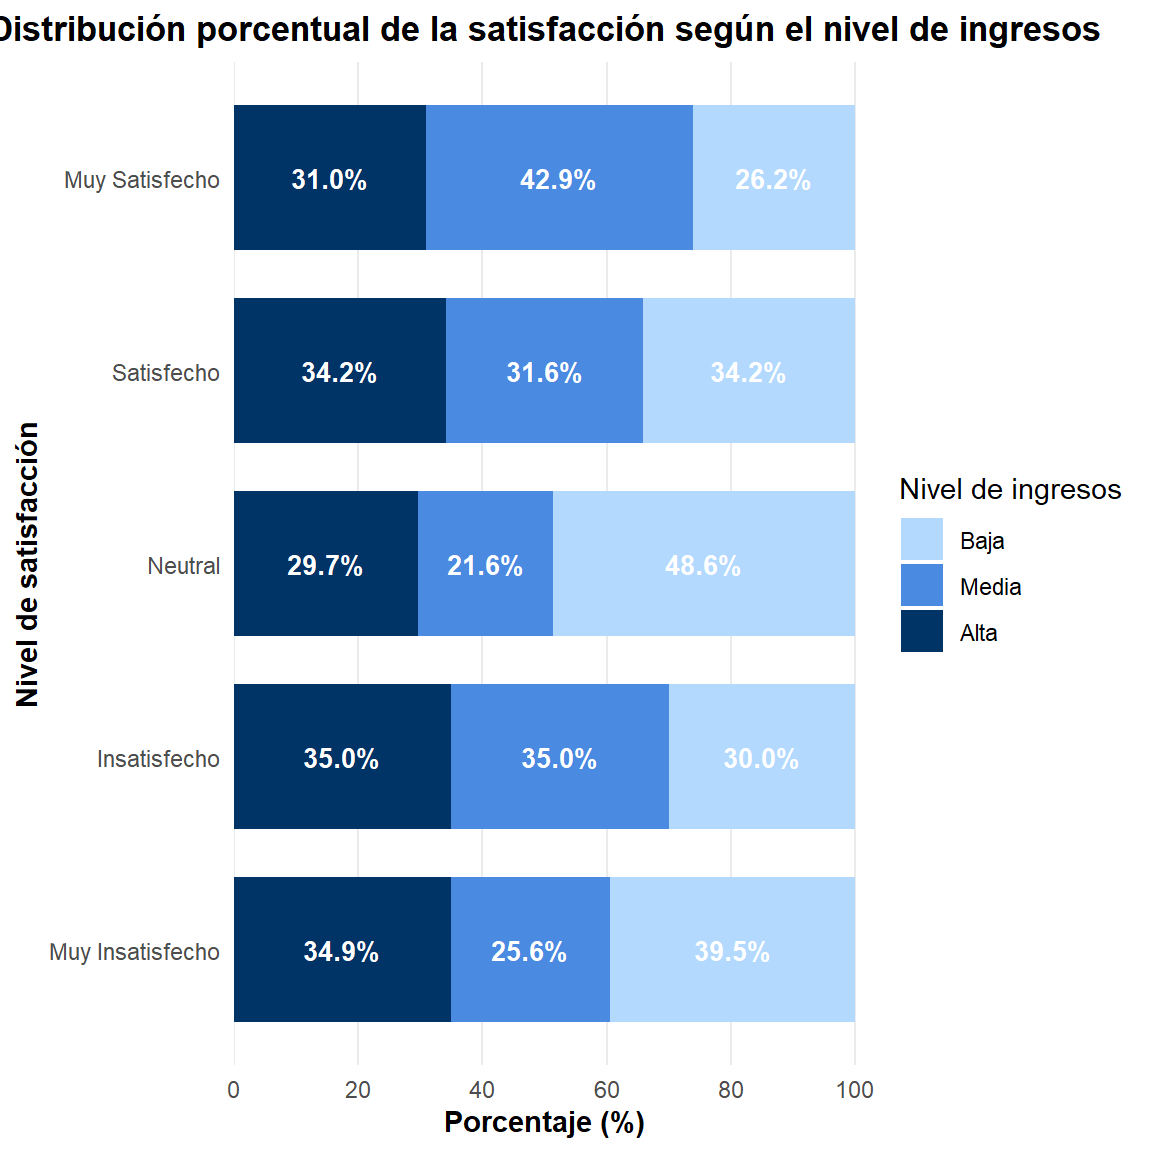 Distribución porcentual de la satisfacción según el nivel de ingresos
Muy Satisfecho
31.0% 42.9% 26.2%
Satisfecho
34.2% 31.6% 34.2%
Neutral
29.7% 21.6% 48.6%
Insatisfecho
35.0% 35.0% 30.0%
Muy Insatisfecho
34.9% 25.6% 39.5%
0 20 40 60 80 100
Porcentaje (%)
Nivel de satisfacción
Nivel de ingresos
Baja
Media
Alta